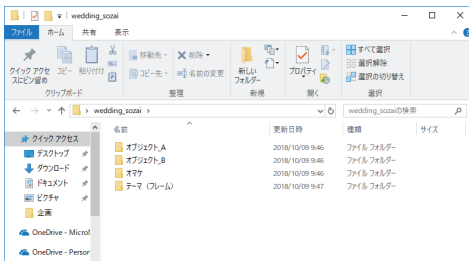 wedding_sozai
ファイル ホーム 共有 表示
クイック アクセスにピン留め コピー 貼り付け 移動先 コピー先 削除 名前の変更 新しいフォルダー プロパティ すべて選択 選択解除 選択の切り替え
クリップボード 整理 新規 開く 選択
wedding_sozai wedding_sozaiの検索
名前 更新日時 種類 サイズ
クイック アクセス
デスクトップ
ダウンロード
ドキュメント
ピクチャ
企画
OneDrive - Microf
OneDrive - Person
オブジェクト_A 2018/10/09 9:46 ファイル フォルダー
オブジェクト_B 2018/10/09 9:46 ファイル フォルダー
オマケ 2018/10/09 9:46 ファイル フォルダー
テーマ（フレーム） 2018/10/09 9:47 ファイル フォルダー